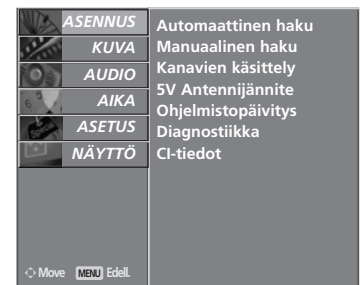 ASENNUS
KUVA
AUDIO
AIKA
ASETUS
NÄYTTÖ
Automaattinen haku
Manuaalinen haku
Kanavien käsittely
5V Antennijännite
Ohjelmistopäivitys
Diagnostiikka
CI-tiedot
Move MENU Edell.